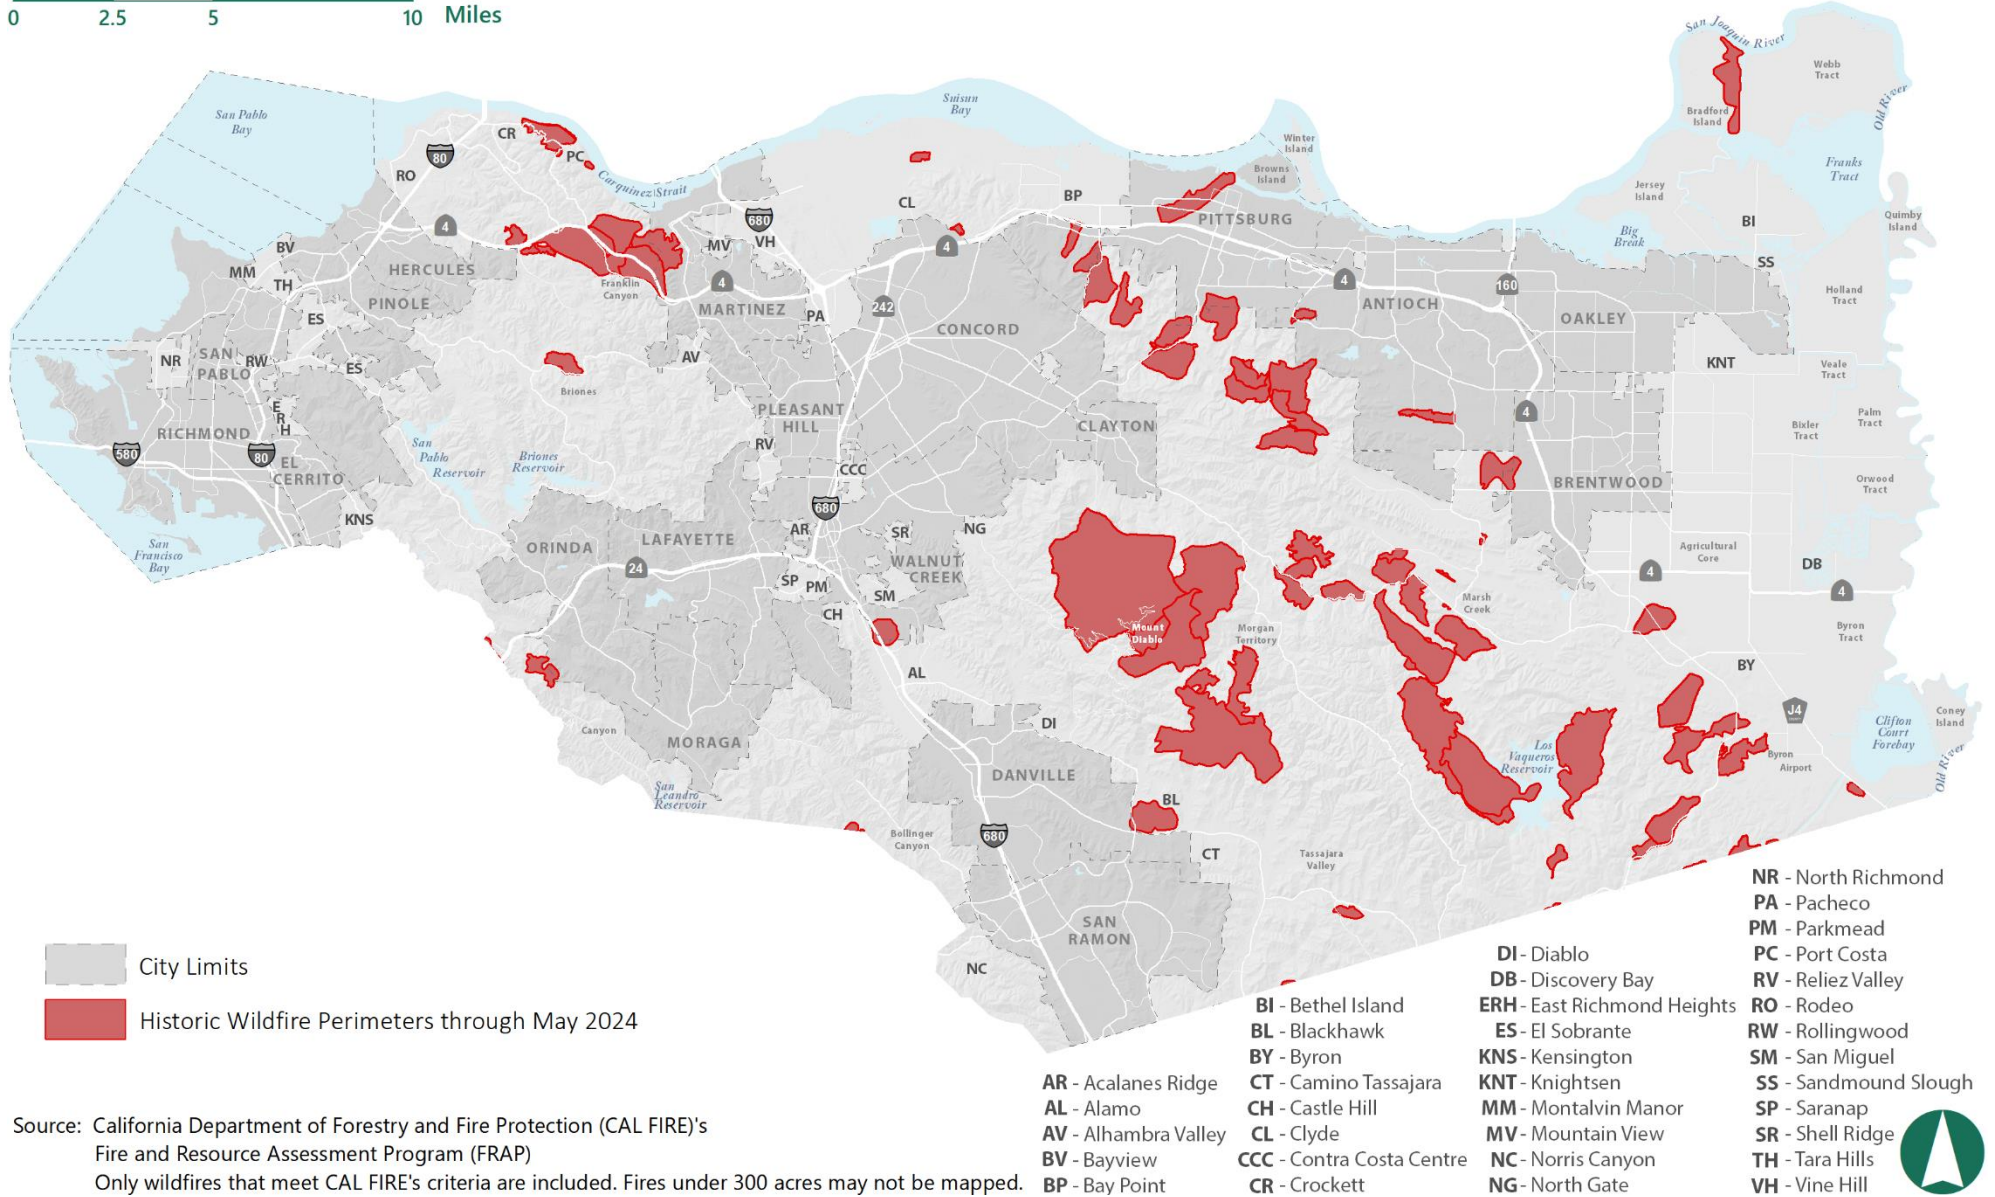 0 2.5 5 10 Miles
San Joaquin River
Webb
Tract
Bradford
Island
Old River
San Pablo
Bay
Suisun
Bay
CR
80
PC
RO
Carquinez Strait
Winter
Island
Browns
Island
Franks
Tract
Jersey
Island
BI
Quimby
Island
CL
BP
PITTSBURG
4
680
MV
VH
4
Big
Break
BV
MM
TH
HERCULES
PINOLE
Franklin
Canyon
4
MARTINEZ
SS
Holland
Tract
ES
PA
242
CONCORD
4
ANTIOCH
160
OAKLEY
NR
SAN
PABLO
RW
ES
AV
Briones
KNT
Veale
Tract
E
R
H
RICHMOND
580
80
EL
CERRITO
San
Pablo
Reservoir
Briones
Reservoir
PLEASANT
HILL
RV
CCC
CLAYTON
4
Bixler
Tract
Palm
Tract
BRENTWOOD
Orwood
Tract
KNS
San
Francisco
Bay
ORINDA
LAFAYETTE
24
680
AR
SR
NG
WALNUT
CREEK
SP
PM
SM
CH
Agricultural
Core
4
DB
4
Marsh
Creek
Byron
Tract
Mount
Diablo
Morgan
Territory
AL
BY
Canyon
MORAGA
DI
DANVILLE
Los
Vaqueros
Reservoir
J4
Byron
Airport
Clifton
Court
Forebay
Coney
Island
Old River
San
Leandro
Reservoir
BL
Bollinger
Canyon
680
CT
Tassajara
Valley
SAN
RAMON
NC
City Limits
Historic Wildfire Perimeters through May 2024
AR - Acalanes Ridge
AL - Alamo
AV - Alhambra Valley
BV - Bayview
BP - Bay Point
BI - Bethel Island
BL - Blackhawk
BY - Byron
CT - Camino Tassajara
CH - Castle Hill
CL - Clyde
CCC - Contra Costa Centre
CR - Crockett
DI - Diablo
DB - Discovery Bay
ERH - East Richmond Heights
ES - El Sobrante
KNS - Kensington
KNT - Knightsen
MM - Montalvin Manor
MV - Mountain View
NC - Norris Canyon
NG - North Gate
NR - North Richmond
PA - Pacheco
PM - Parkmead
PC - Port Costa
RV - Reliez Valley
RO - Rodeo
RW - Rollingwood
SM - San Miguel
SS - Sandmound Slough
SP - Saranap
SR - Shell Ridge
TH - Tara Hills
VH - Vine Hill
Source: California Department of Forestry and Fire Protection (CAL FIRE)'s
Fire and Resource Assessment Program (FRAP)
Only wildfires that meet CAL FIRE's criteria are included. Fires under 300 acres may not be mapped.